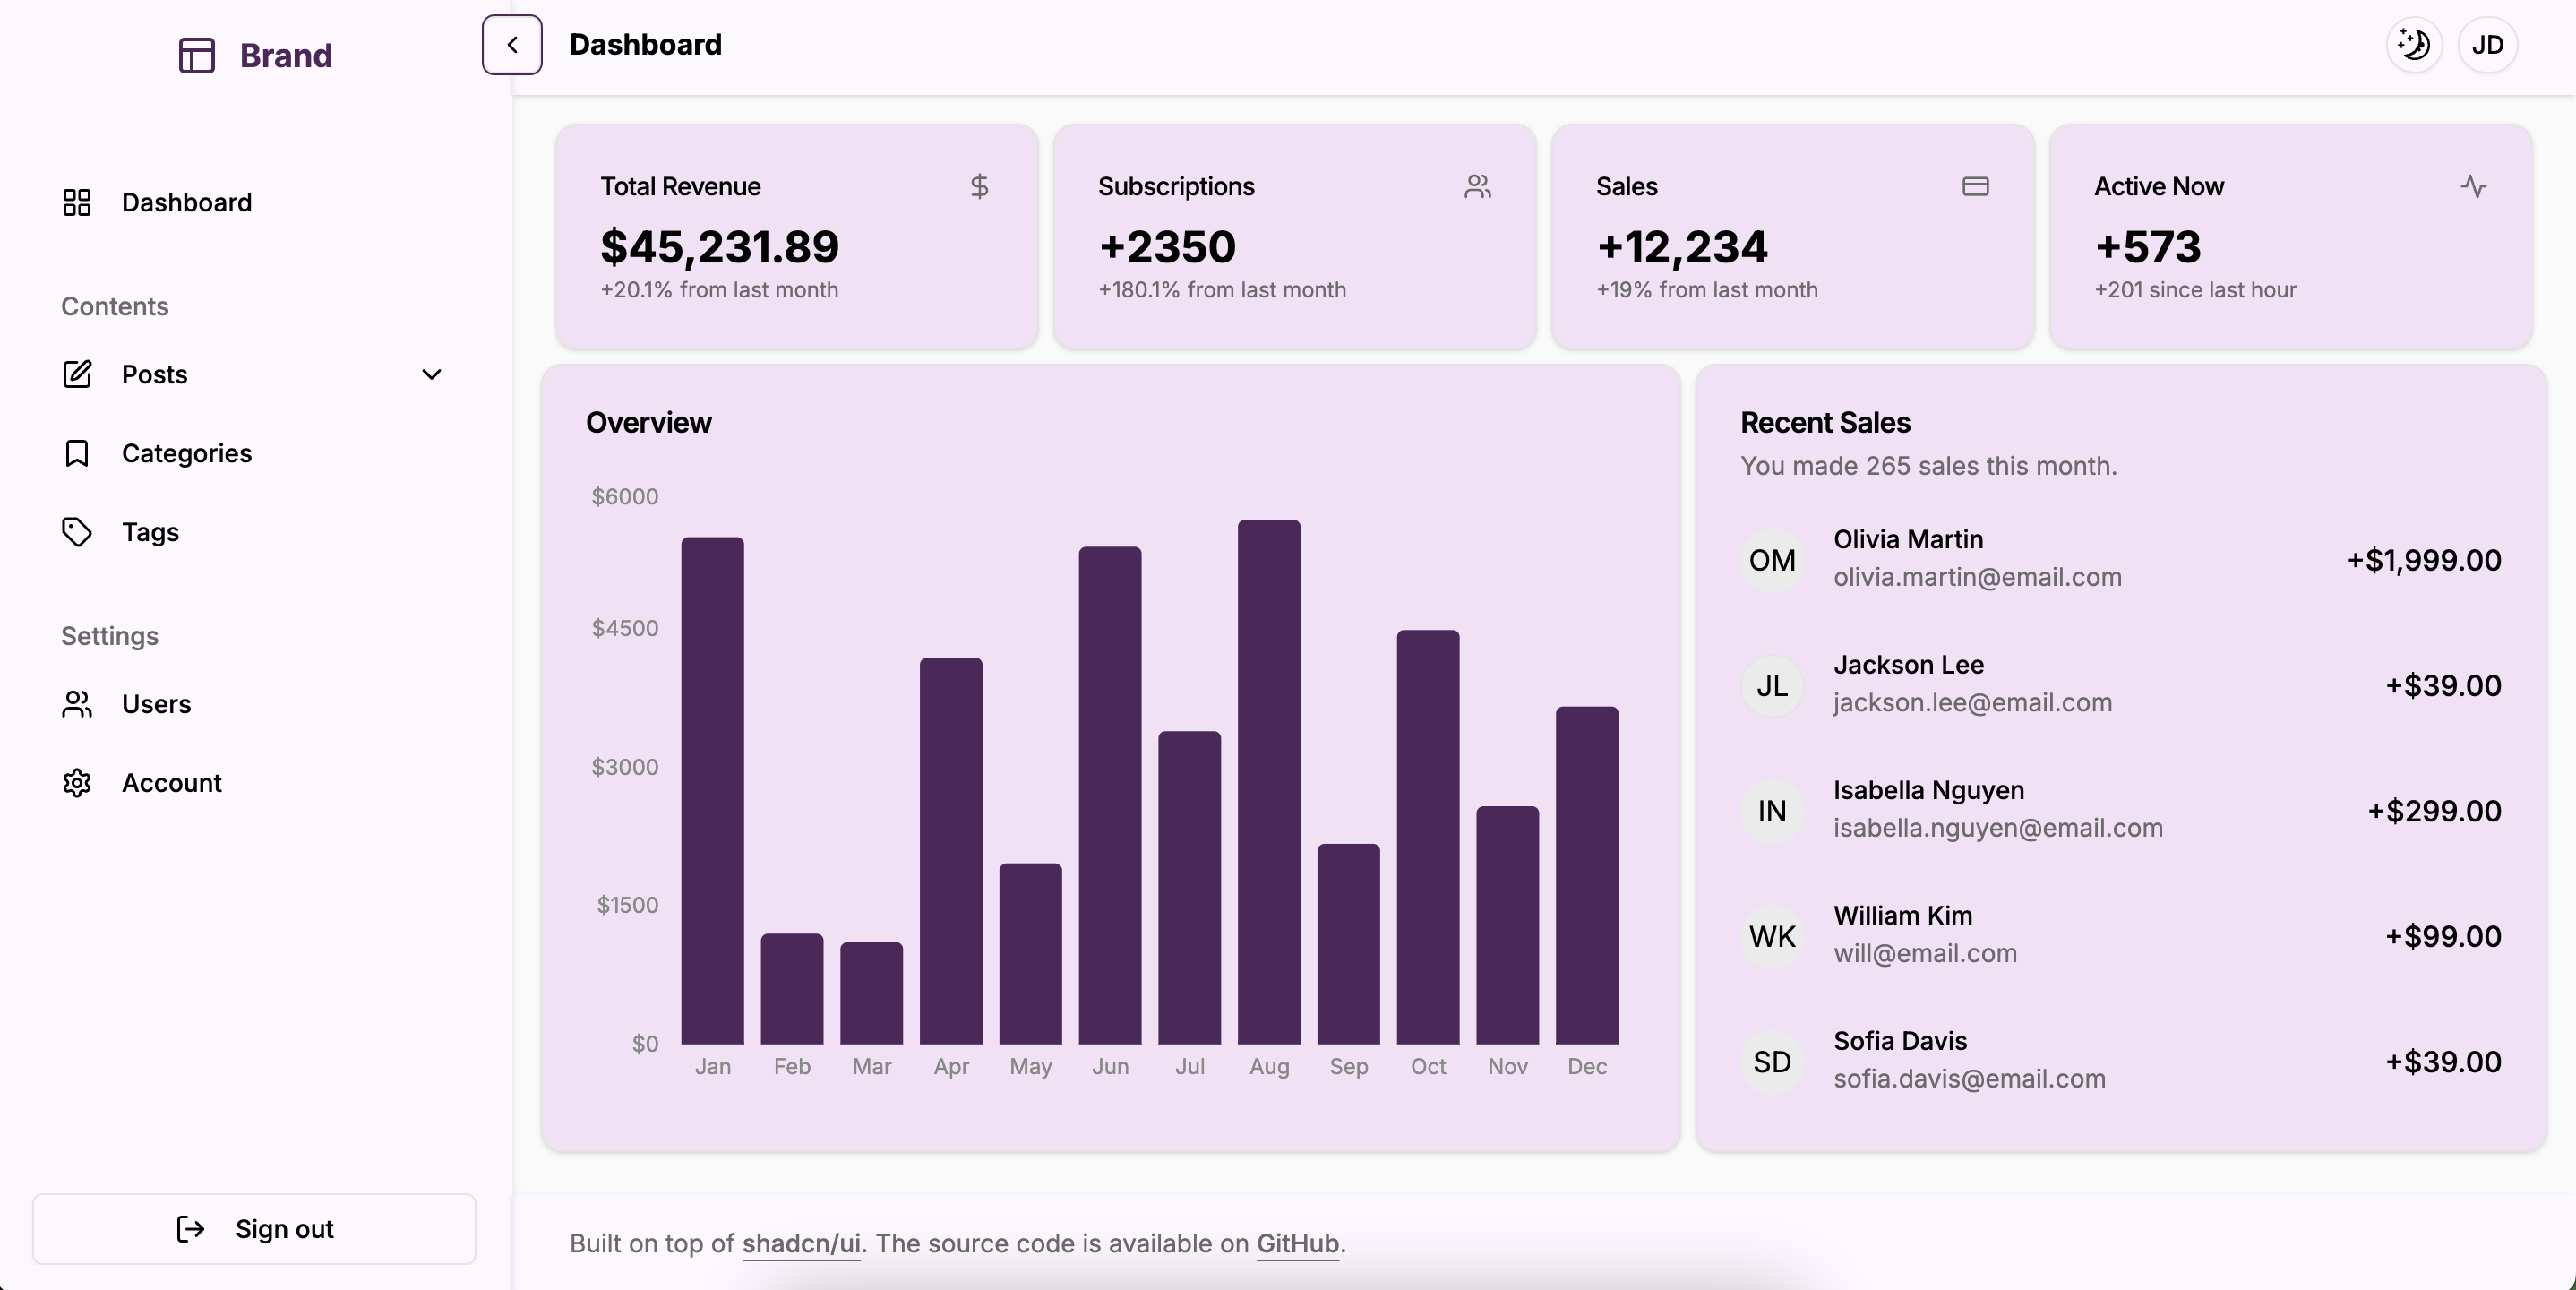 Brand
Dashboard
Contents
Posts
Categories
Tags
Settings
Users
Account
Sign out
Dashboard
JD
Total Revenue
$45,231.89
+20.1% from last month
Subscriptions
+2350
+180.1% from last month
Sales
+12,234
+19% from last month
Active Now
+573
+201 since last hour
Overview
$6000
$4500
$3000
$1500
$0
Jan Feb Mar Apr May Jun Jul Aug Sep Oct Nov Dec
Recent Sales
You made 265 sales this month.
OM
Olivia Martin
olivia.martin@email.com
+$1,999.00
JL
Jackson Lee
jackson.lee@email.com
+$39.00
IN
Isabella Nguyen
isabella.nguyen@email.com
+$299.00
WK
William Kim
will@email.com
+$99.00
SD
Sofia Davis
sofia.davis@email.com
+$39.00
Built on top of shadcn/ui. The source code is available on GitHub.